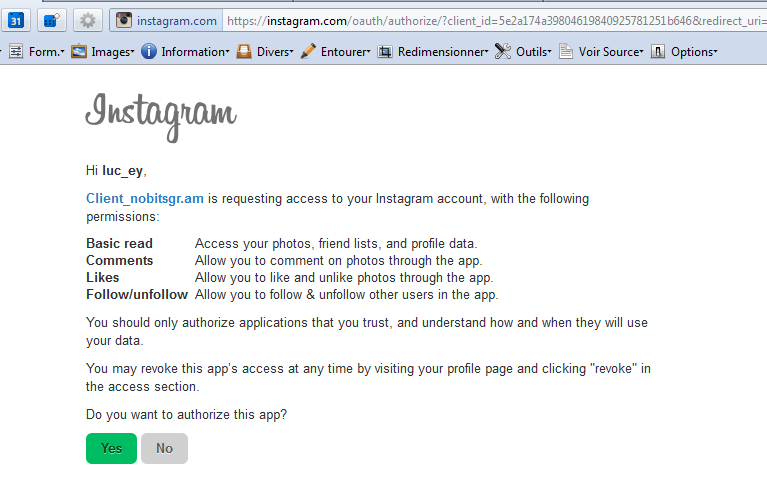 31 instagram.com https://instagram.com/oauth/authorize/?client_id=5e2a174a39804619840925781251b646&redirect_uri=
Form. Images Information Divers Entourer Redimensionner Outils Voir Source Options
Instagram
Hi luc_ey,
Client_nobitsgr.am is requesting access to your Instagram account, with the following
permissions:
Basic read Access your photos, friend lists, and profile data.
Comments Allow you to comment on photos through the app.
Likes Allow you to like and unlike photos through the app.
Follow/unfollow Allow you to follow & unfollow other users in the app.
You should only authorize applications that you trust, and understand how and when they will use
your data.
You may revoke this app's access at any time by visiting your profile page and clicking "revoke" in
the access section.
Do you want to authorize this app?
Yes No